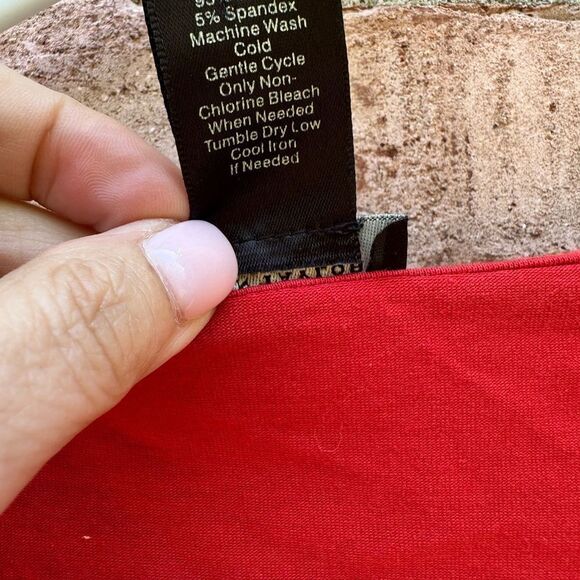 5% Spandex
Machine Wash
Cold
Gentle Cycle
Only Non-
Chlorine Bleach
When Needed
Tumble Dry Low
Cool Iron
If Needed